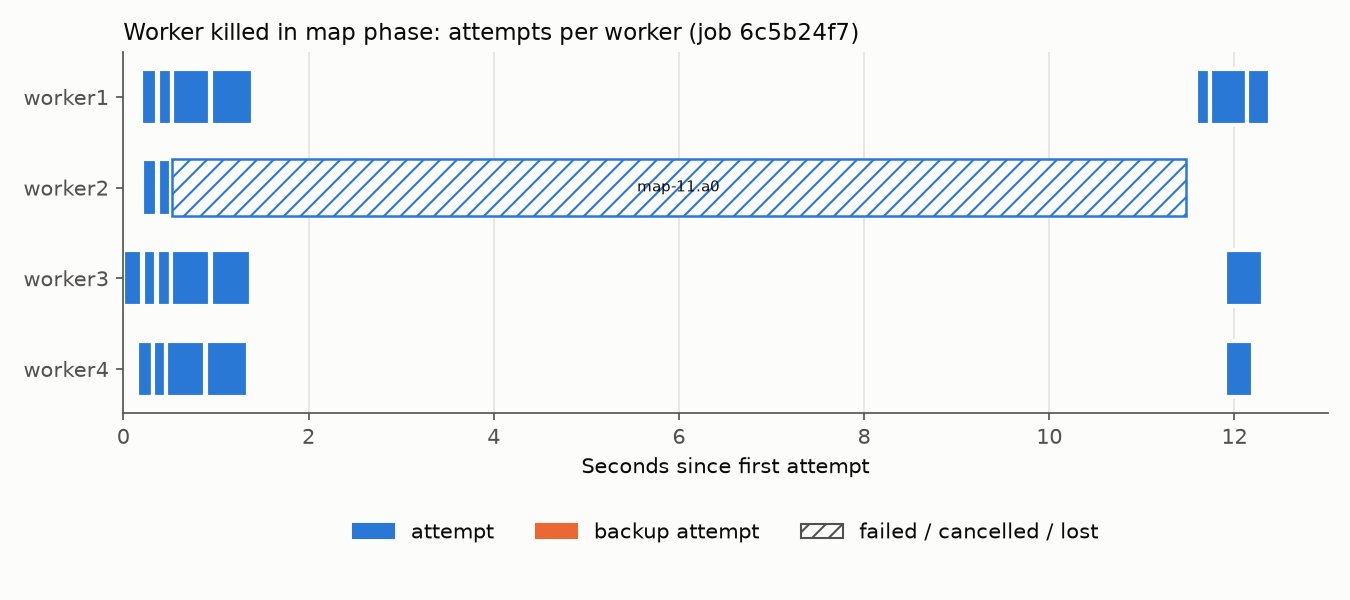 Worker killed in map phase: attempts per worker (job 6c5b24f7)
worker1
worker2
map-11.a0
worker3
worker4
0 2 4 6 8 10 12
Seconds since first attempt
attempt backup attempt failed / cancelled / lost